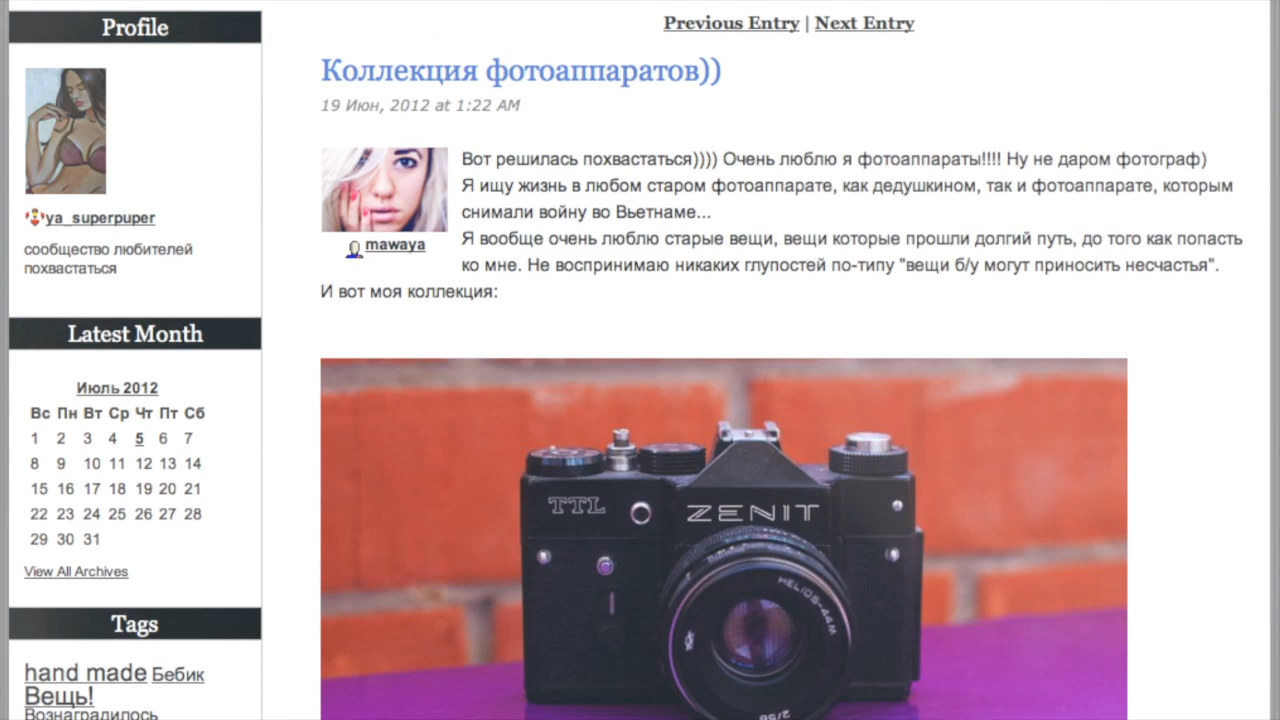 Profile
ya_superpuper
сообщество любителей
похвастаться
Latest Month
Июль 2012
Вс Пн Вт Ср Чт Пт Сб
1 2 3 4 5 6 7
8 9 10 11 12 13 14
15 16 17 18 19 20 21
22 23 24 25 26 27 28
29 30 31
View All Archives
Tags
hand made Бебик
Вещь!
Вознаградилось
Previous Entry | Next Entry
Коллекция фотоаппаратов))
19 Июн, 2012 at 1:22 AM
mawaya
Вот решилась похвастаться)))) Очень люблю я фотоаппараты!!!! Ну не даром фотограф)
Я ищу жизнь в любом старом фотоаппарате, как дедушкином, так и фотоаппарате, которым
снимали войну во Вьетнаме...
Я вообще очень люблю старые вещи, вещи которые прошли долгий путь, до того как попасть
ко мне. Не воспринимаю никаких глупостей по-типу "вещи б/у могут приносить несчастья".
И вот моя коллекция:
TTL
ZENIT
HELIOS-44M
2/58